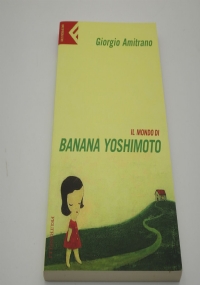 Giorgio Amitrano
IL MONDO DI
BANANA YOSHIMOTO